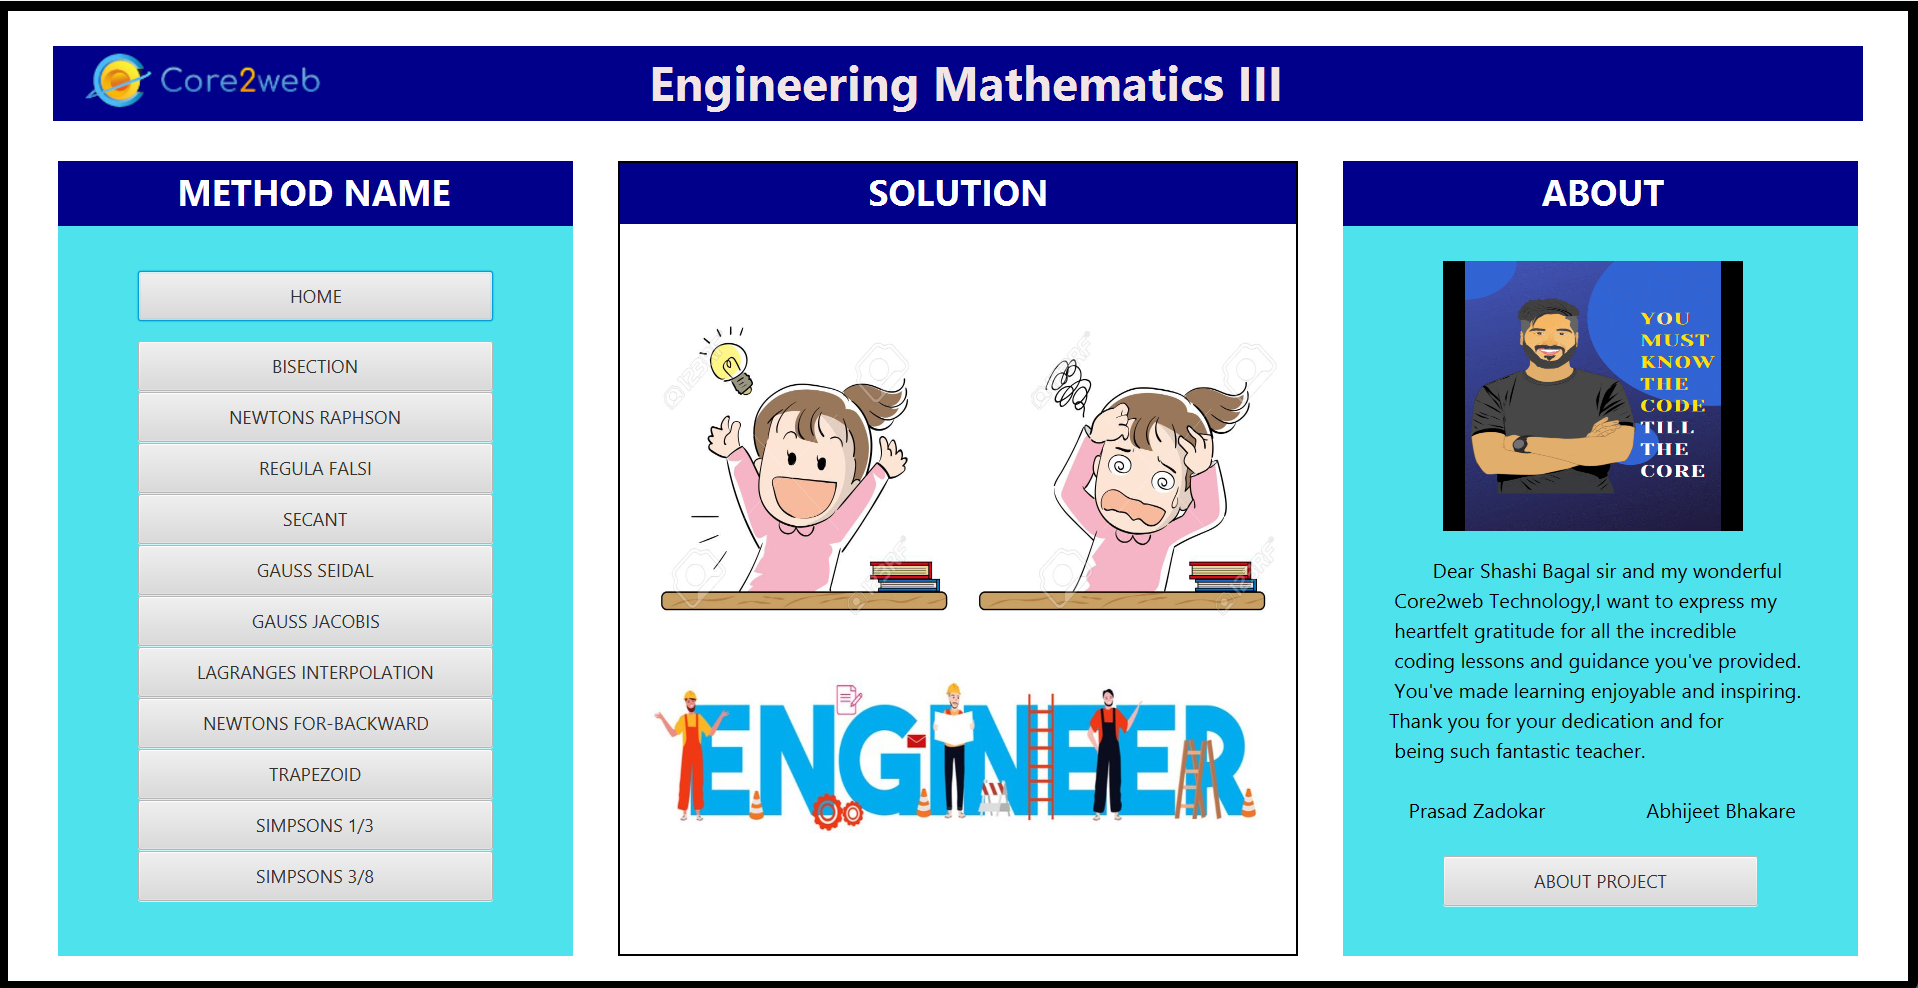 Core2web
Engineering Mathematics III
METHOD NAME
HOME
BISECTION
NEWTONS RAPHSON
REGULA FALSI
SECANT
GAUSS SEIDAL
GAUSS JACOBIS
LAGRANGES INTERPOLATION
NEWTONS FOR-BACKWARD
TRAPEZOID
SIMPSONS 1/3
SIMPSONS 3/8
SOLUTION
ENGINEER
ABOUT
YOU
MUST
KNOW
THE
CODE
TILL
THE
CORE
Dear Shashi Bagal sir and my wonderful
Core2web Technology,I want to express my
heartfelt gratitude for all the incredible
coding lessons and guidance you've provided.
You've made learning enjoyable and inspiring.
Thank you for your dedication and for
being such fantastic teacher.
Prasad Zadokar Abhijeet Bhakare
ABOUT PROJECT